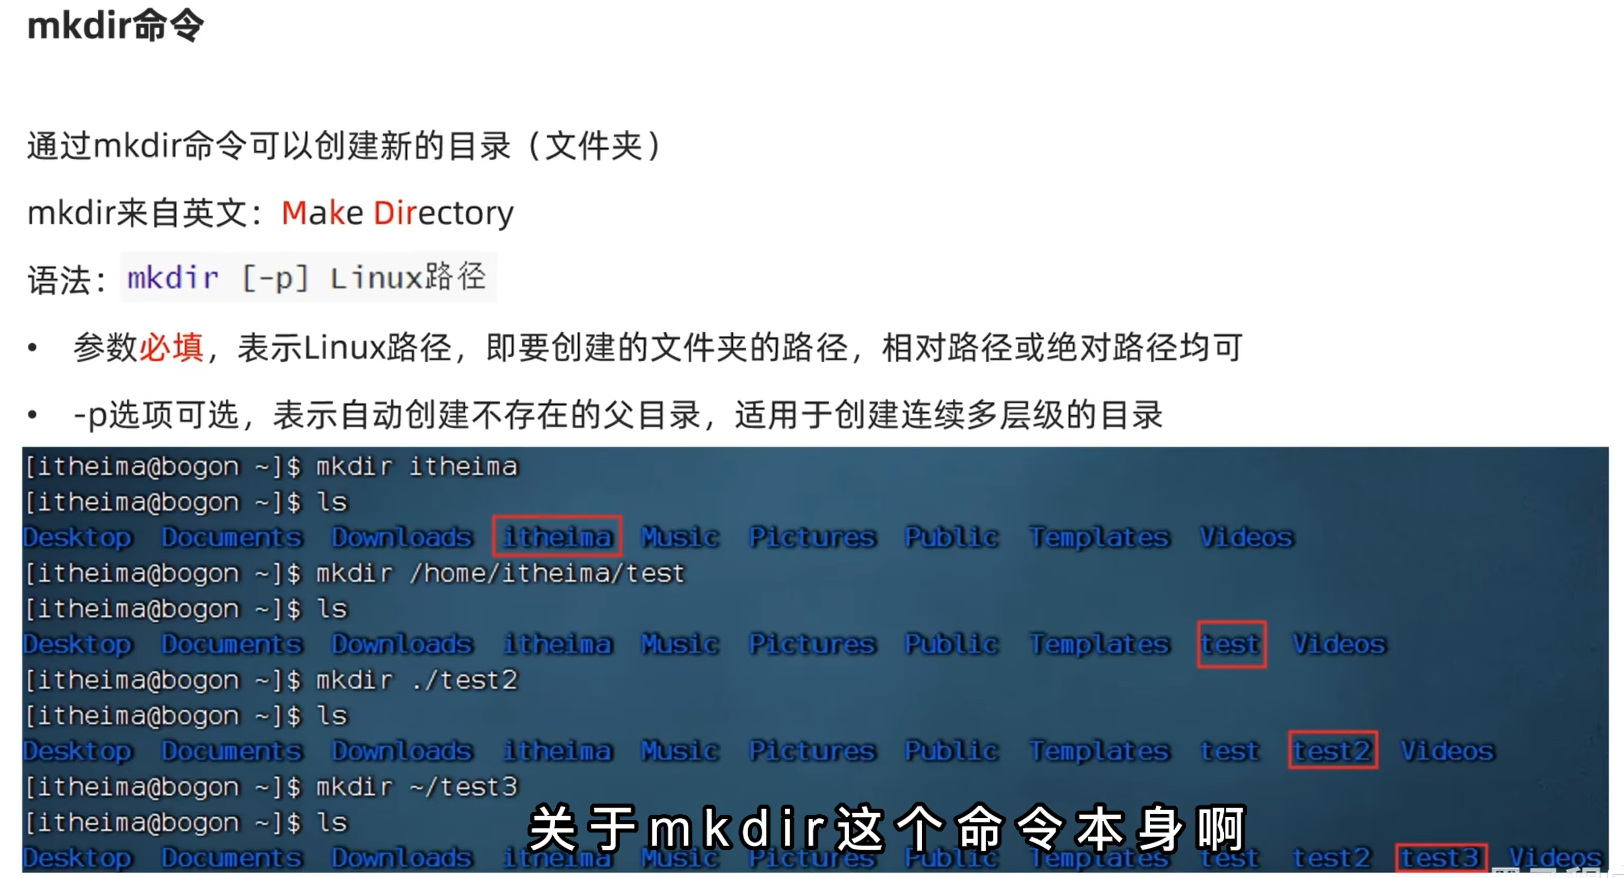 mkdir命令
通过mkdir命令可以创建新的目录（文件夹）
mkdir来自英文：Make Directory
语法：mkdir [-p] Linux路径
• 参数必填，表示Linux路径，即要创建的文件夹的路径，相对路径或绝对路径均可
• -p选项可选，表示自动创建不存在的父目录，适用于创建连续多层级的目录
[itheima@bogon ~]$ mkdir itheima
[itheima@bogon ~]$ ls
Desktop Documents Downloads itheima Music Pictures Public Templates Videos
[itheima@bogon ~]$ mkdir /home/itheima/test
[itheima@bogon ~]$ ls
Desktop Documents Downloads itheima Music Pictures Public Templates test Videos
[itheima@bogon ~]$ mkdir ./test2
[itheima@bogon ~]$ ls
Desktop Documents Downloads itheima Music Pictures Public Templates test test2 Videos
[itheima@bogon ~]$ mkdir ~/test3
[itheima@bogon ~]$ ls
关于mkdir这个命令本身啊
Desktop Documents Downloads itheima Music Pictures Public Templates test test2 test3 Videos